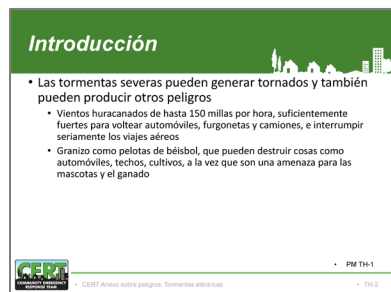 Introducción
• Las tormentas severas pueden generar tornados y también
pueden producir otros peligros
• Vientos huracanados de hasta 150 millas por hora, suficientemente
fuertes para voltear automóviles, furgonetas y camiones, e interrumpir
seriamente los viajes aéreos
• Granizo como pelotas de béisbol, que pueden destruir cosas como
automóviles, techos, cultivos, a la vez que son una amenaza para las
mascotas y el ganado
• PM TH-1
CERT
COMMUNITY EMERGENCY
RESPONSE TEAM
• CERT Anexo sobre peligros: Tormentas eléctricas
• TH-2